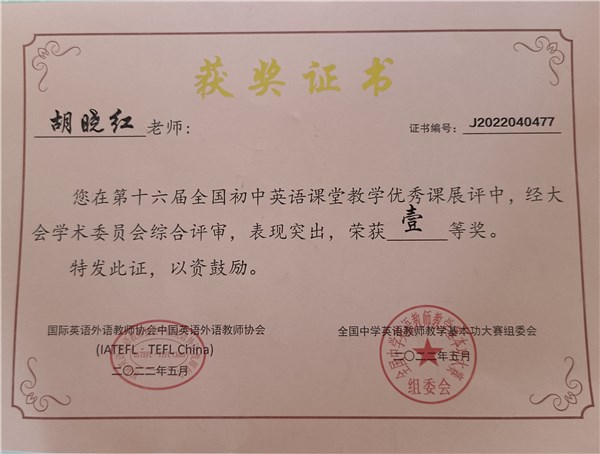 获奖证书
胡晓红老师：
证书编号：J2022040477
您在第十六届全国初中英语课堂教学优秀课展评中，经大
会学术委员会综合评审，表现突出，荣获壹等奖。
特发此证，以资鼓励。
国际英语外语教师协会中国英语外语教师协会
(IATEFL · TEFL China)
二〇二二年五月
全国中学英语教师教学基本功大赛组委会
二〇二二年五月
组委会